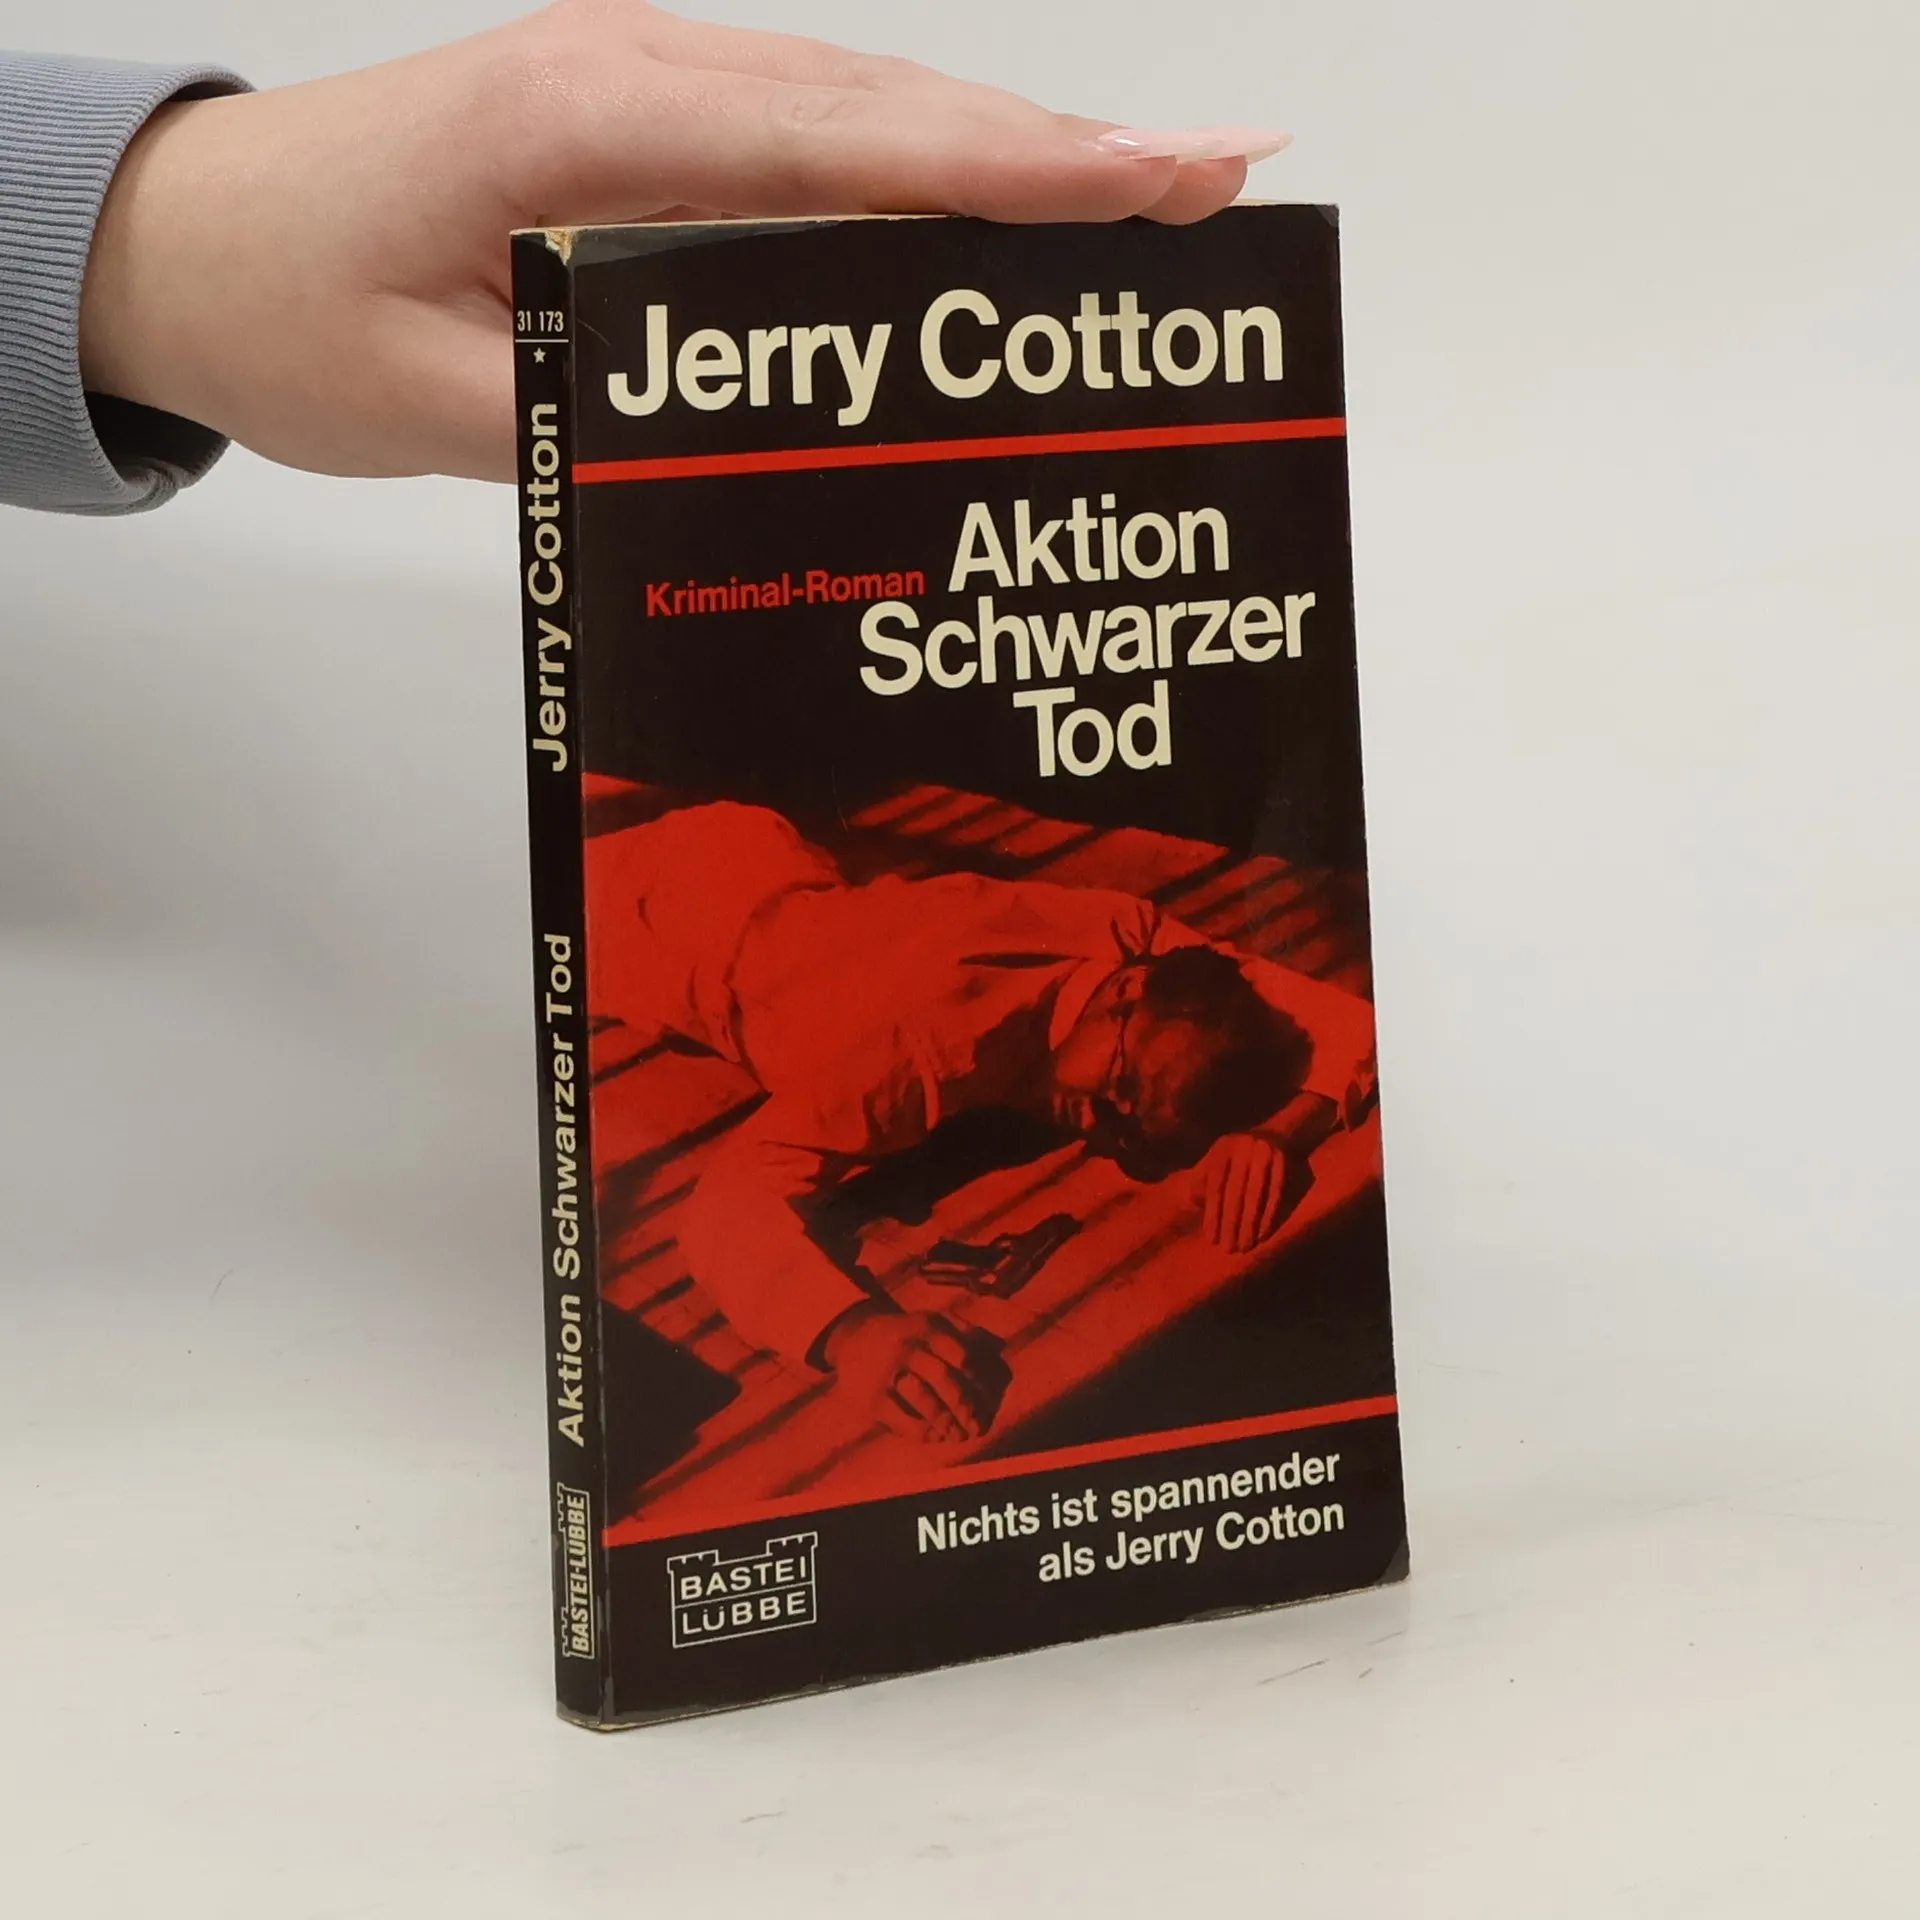 Jerry Cotton
Kriminal-Roman
Aktion
Schwarzer
Tod
Nichts ist spannender
als Jerry Cotton
BASTEI
LÜBBE
31 173
Jerry Cotton
Aktion Schwarzer Tod
BASTEI-LÜBBE